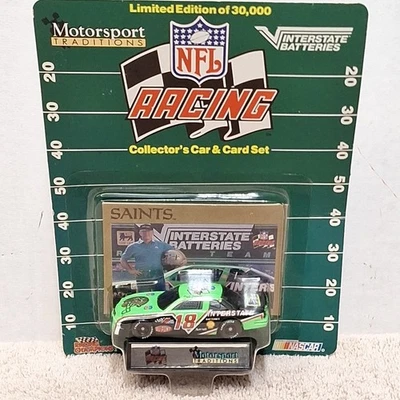 Limited Edition of 30,000
Motorsport
TRADITIONS
NFL
INTERSTATE
BATTERIES
RACING
Collector's Car & Card Set
20
20
30
30
40
40
50
50
40
40
30
30
20
20
10
10
SAINTS
INTERSTATE
BATTERIES
TEAM
INTERSTATE
18
Motorsport
TRADITIONS
NASCAR